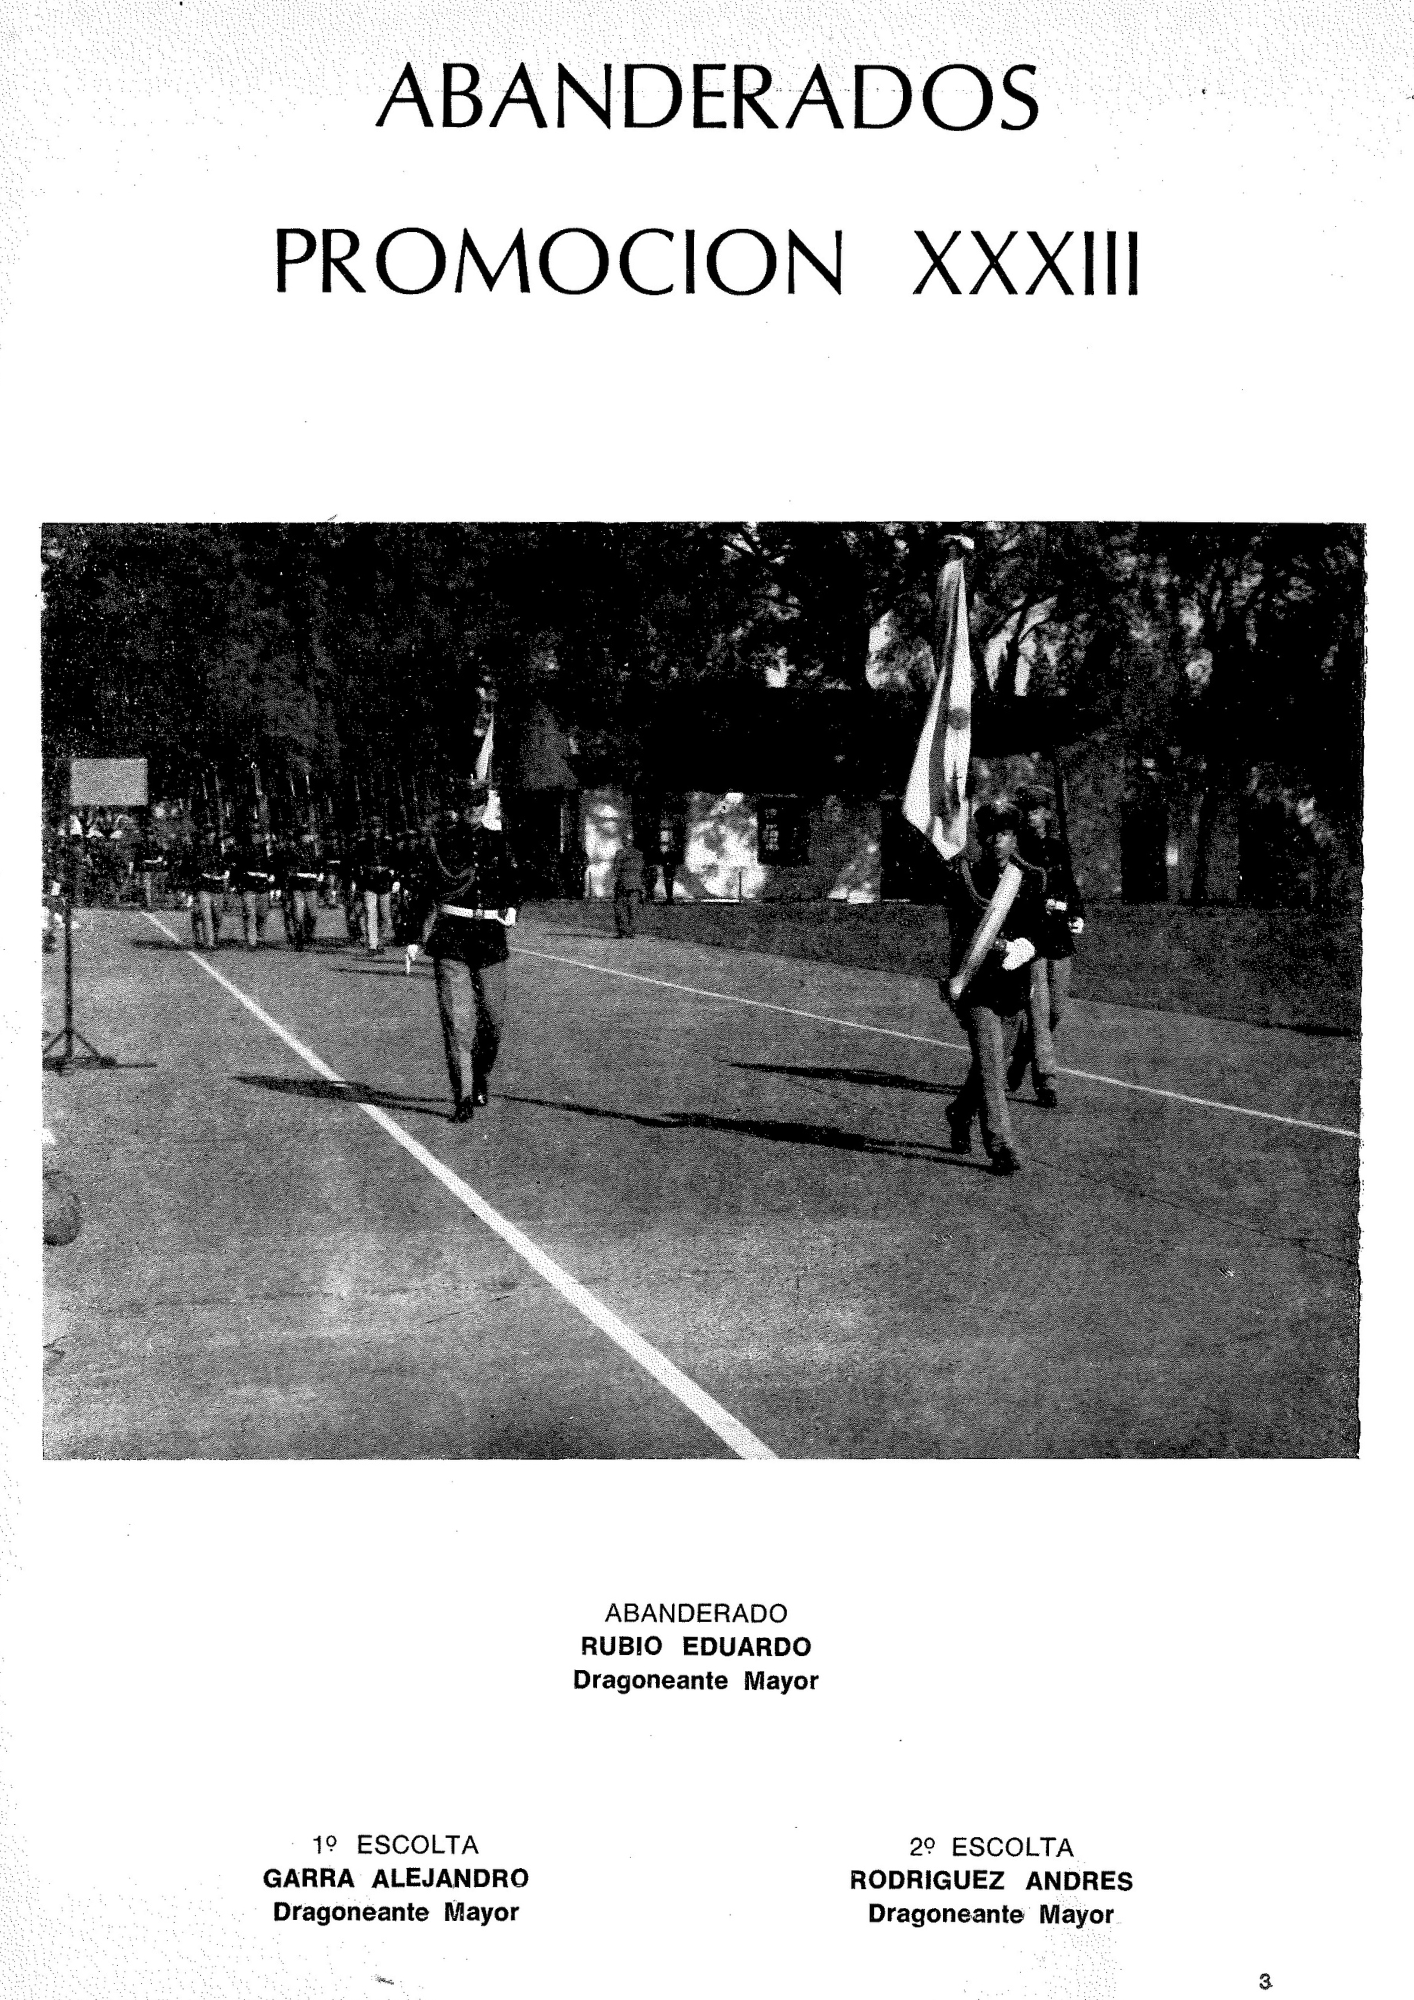 ABANDERADOS
PROMOCION XXXIII
ABANDERADO
RUBIO EDUARDO
Dragoneante Mayor
1º ESCOLTA
GARRA ALEJANDRO
Dragoneante Mayor
2º ESCOLTA
RODRIGUEZ ANDRES
Dragoneante Mayor
3